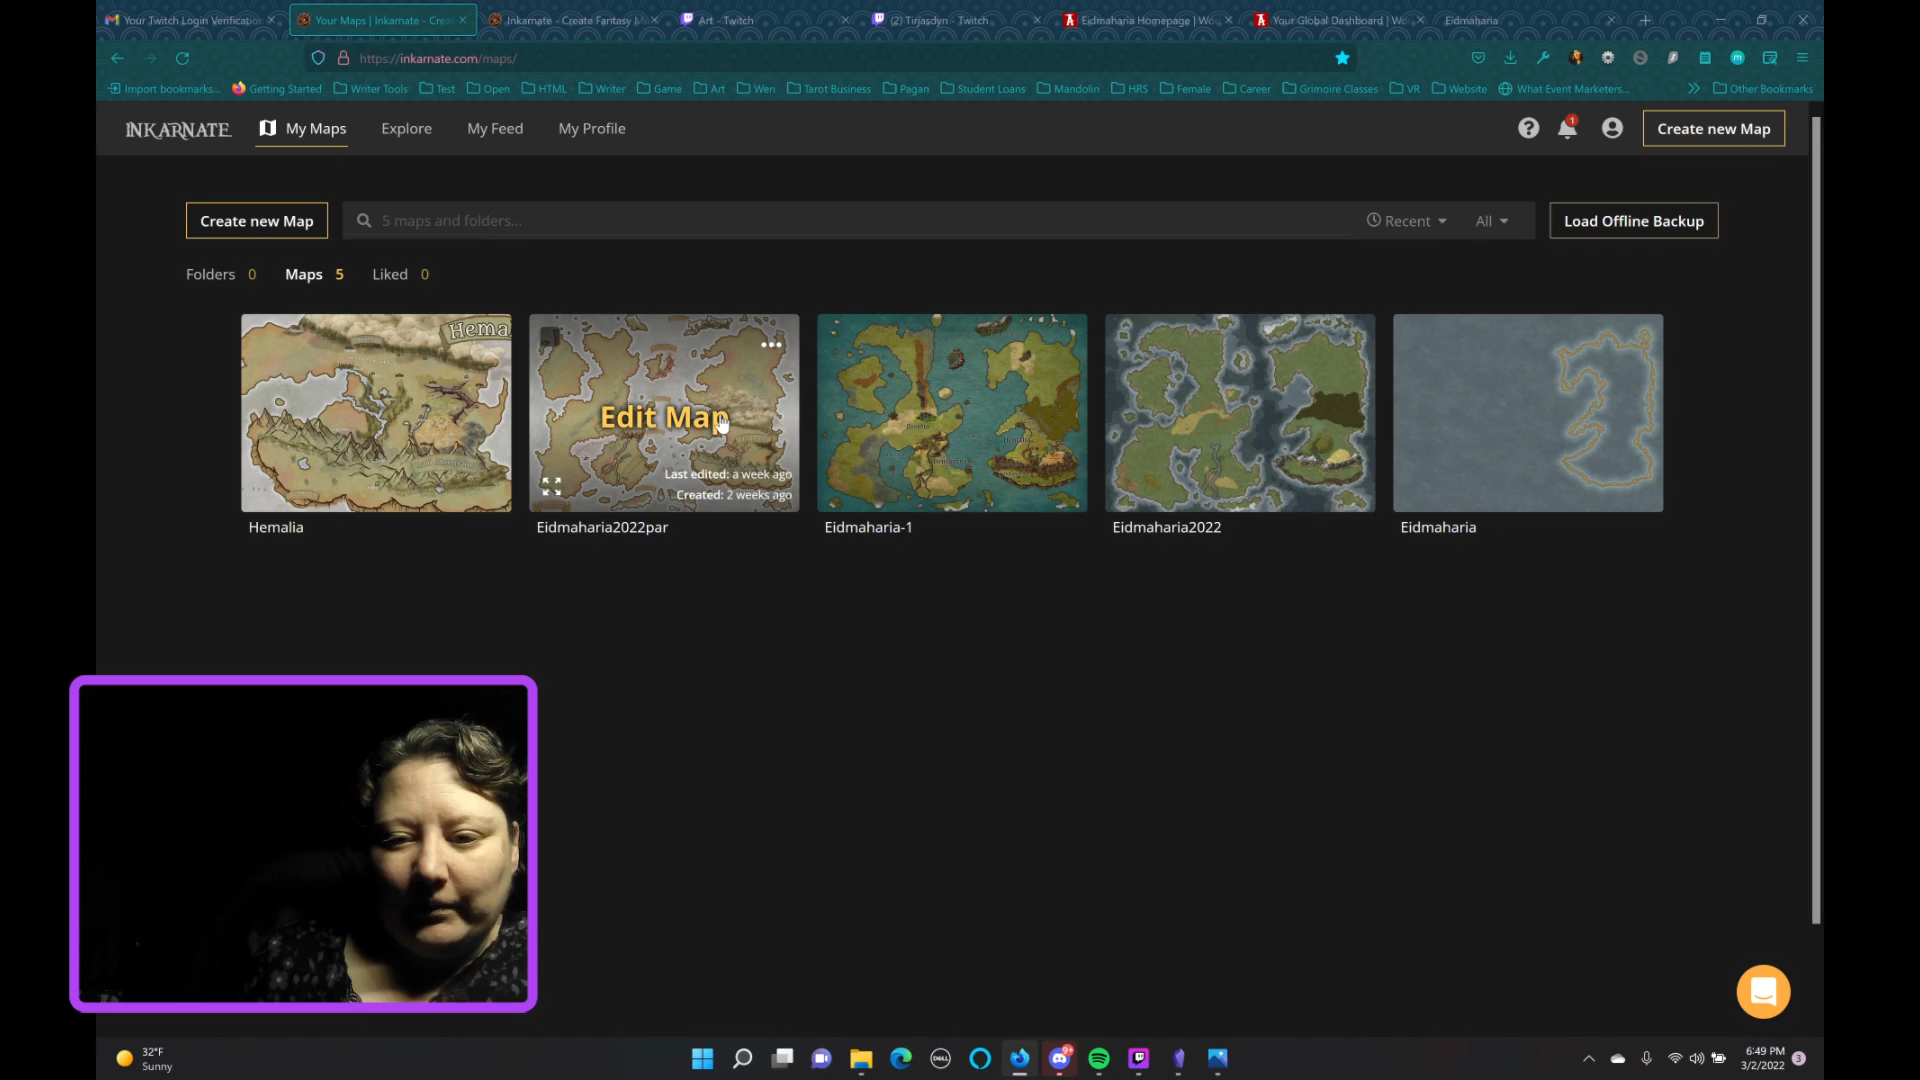 Your Twitch Login Verification
Your Maps | Inkarnate - Creat
Inkarnate - Create Fantasy M
Art - Twitch
(2) Tirjasdyn - Twitch
Eidmaharia Homepage | Wo
Your Global Dashboard | Wo
Eidmaharia
https://inkarnate.com/maps/
Import bookmarks...
Getting Started
Writer Tools
Test
Open
HTML
Writer
Game
Art
Wen
Tarot Business
Pagan
Student Loans
Mandolin
HRS
Female
Career
Grimoire Classes
VR
Website
What Event Marketers...
Other Bookmarks
INKARNATE
My Maps
Explore
My Feed
My Profile
1
Create new Map
Create new Map
5 maps and folders...
Recent
All
Load Offline Backup
Folders 0
Maps 5
Liked 0
Hema
Edit Map
Last edited: a week ago
Created: 2 weeks ago
Hemalia
Eidmaharia2022par
Eidmaharia-1
Eidmaharia2022
Eidmaharia
32°F
Sunny
DELL
9+
6:49 PM
3/2/2022
3